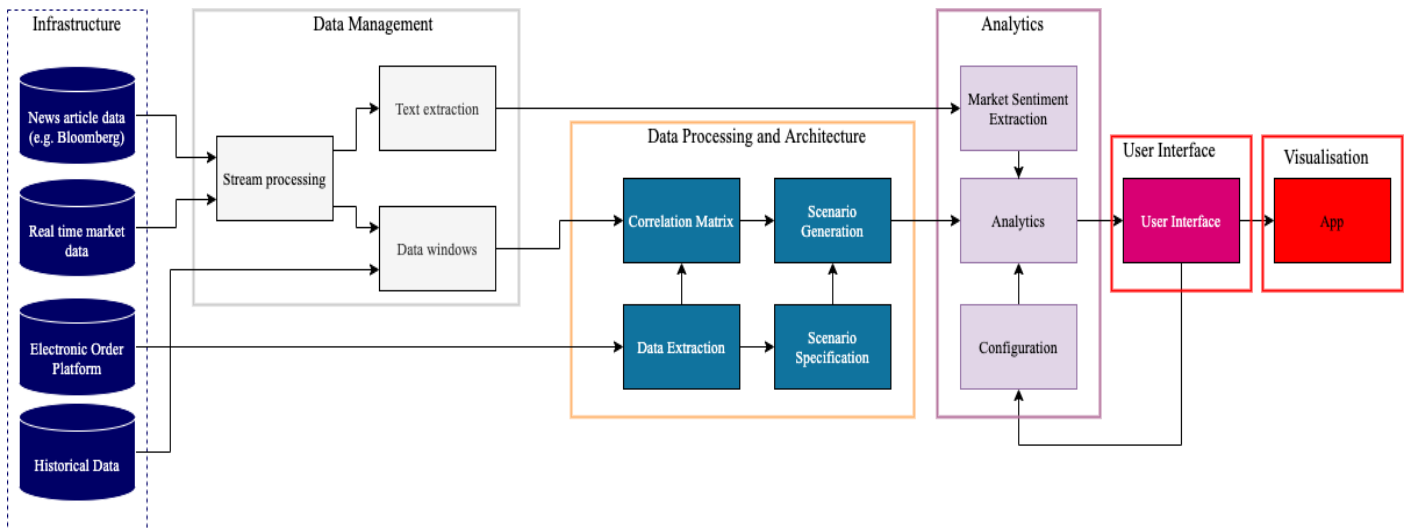 Infrastructure
Data Management
Analytics
News article data
(e.g. Bloomberg)
Text extraction
Market Sentiment
Extraction
Data Processing and Architecture
User Interface
Visualisation
Stream processing
Real time market
data
Data windows
Correlation Matrix
Scenario
Generation
Analytics
User Interface
App
Electronic Order
Platform
Data Extraction
Scenario
Specification
Configuration
Historical Data